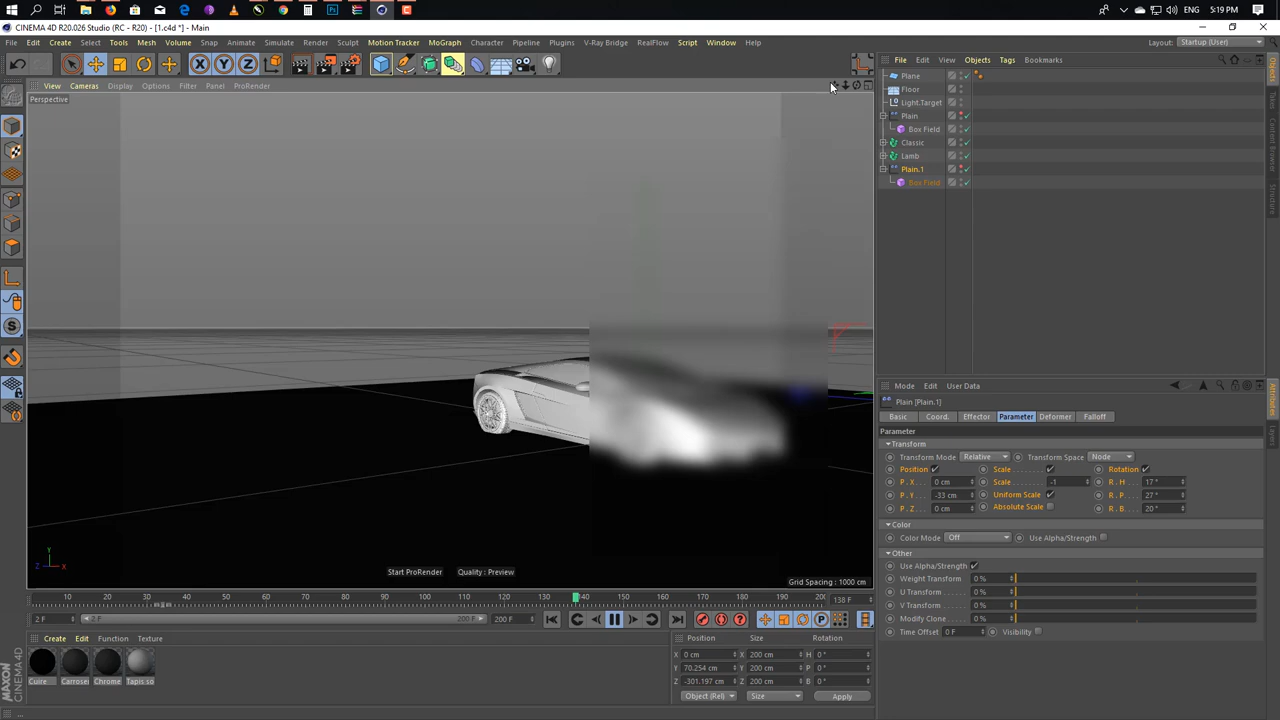 ENG 5:19 PM
CINEMA 4D R20.026 Studio (RC - R20) - [1.c4d *] - Main
File Edit Create Select Tools Mesh Volume Snap Animate Simulate Render Sculpt Motion Tracker MoGraph Character Pipeline Plugins V-Ray Bridge RealFlow Script Window Help Layout: Startup (User)
File Edit View Objects Tags Bookmarks
View Cameras Display Options Filter Panel ProRender
Perspective
Plane
Floor
Light.Target
Plain
Box Field
Classic
Lamb
Plain.1
Box Field
Objects
Content Browser
Structure
Mode Edit User Data
Plain [Plain.1]
Basic Coord. Effector Parameter Deformer Falloff
Parameter
Transform
Transform Mode Relative Transform Space Node
Position Scale Rotation
P . X 0 cm Scale -1 R . H 17 °
P . Y -33 cm Uniform Scale R . P 27 °
P . Z 0 cm Absolute Scale R . B 20 °
Color
Color Mode Off Use Alpha/Strength
Other
Use Alpha/Strength
Weight Transform 0 %
U Transform 0 %
V Transform 0 %
Modify Clone 0 %
Time Offset 0 F Visibility
Attributes
Layers
Y
Z X
Start ProRender Quality : Preview
Grid Spacing : 1000 cm
10 20 30 40 50 60 70 80 90 100 110 120 130 140 150 160 170 180 190 200 138 F
2 F 2 F 200 F 200 F
Create Edit Function Texture
Cuire Carros Chrome Tapis so
Position Size Rotation
X 0 cm X 200 cm H 0 °
Y 70.254 cm Y 200 cm P 0 °
Z -301.197 cm Z 200 cm B 0 °
Object (Rel) Size Apply
MAXON CINEMA4D